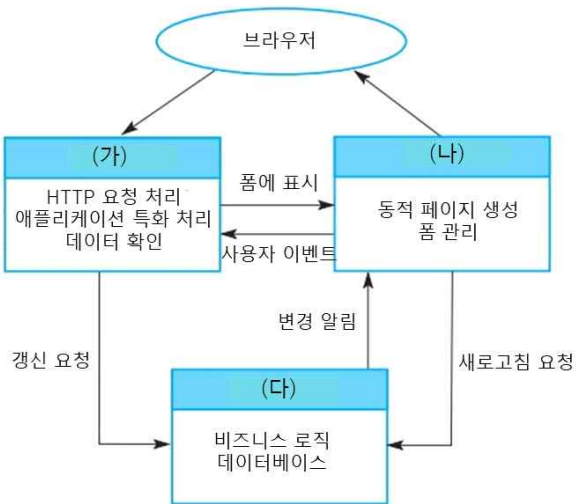 브라우저
(가)
HTTP 요청 처리
애플리케이션 특화 처리
데이터 확인
폼에 표시
사용자 이벤트
(나)
동적 페이지 생성
폼 관리
변경 알림
갱신 요청
새로고침 요청
(다)
비즈니스 로직
데이터베이스